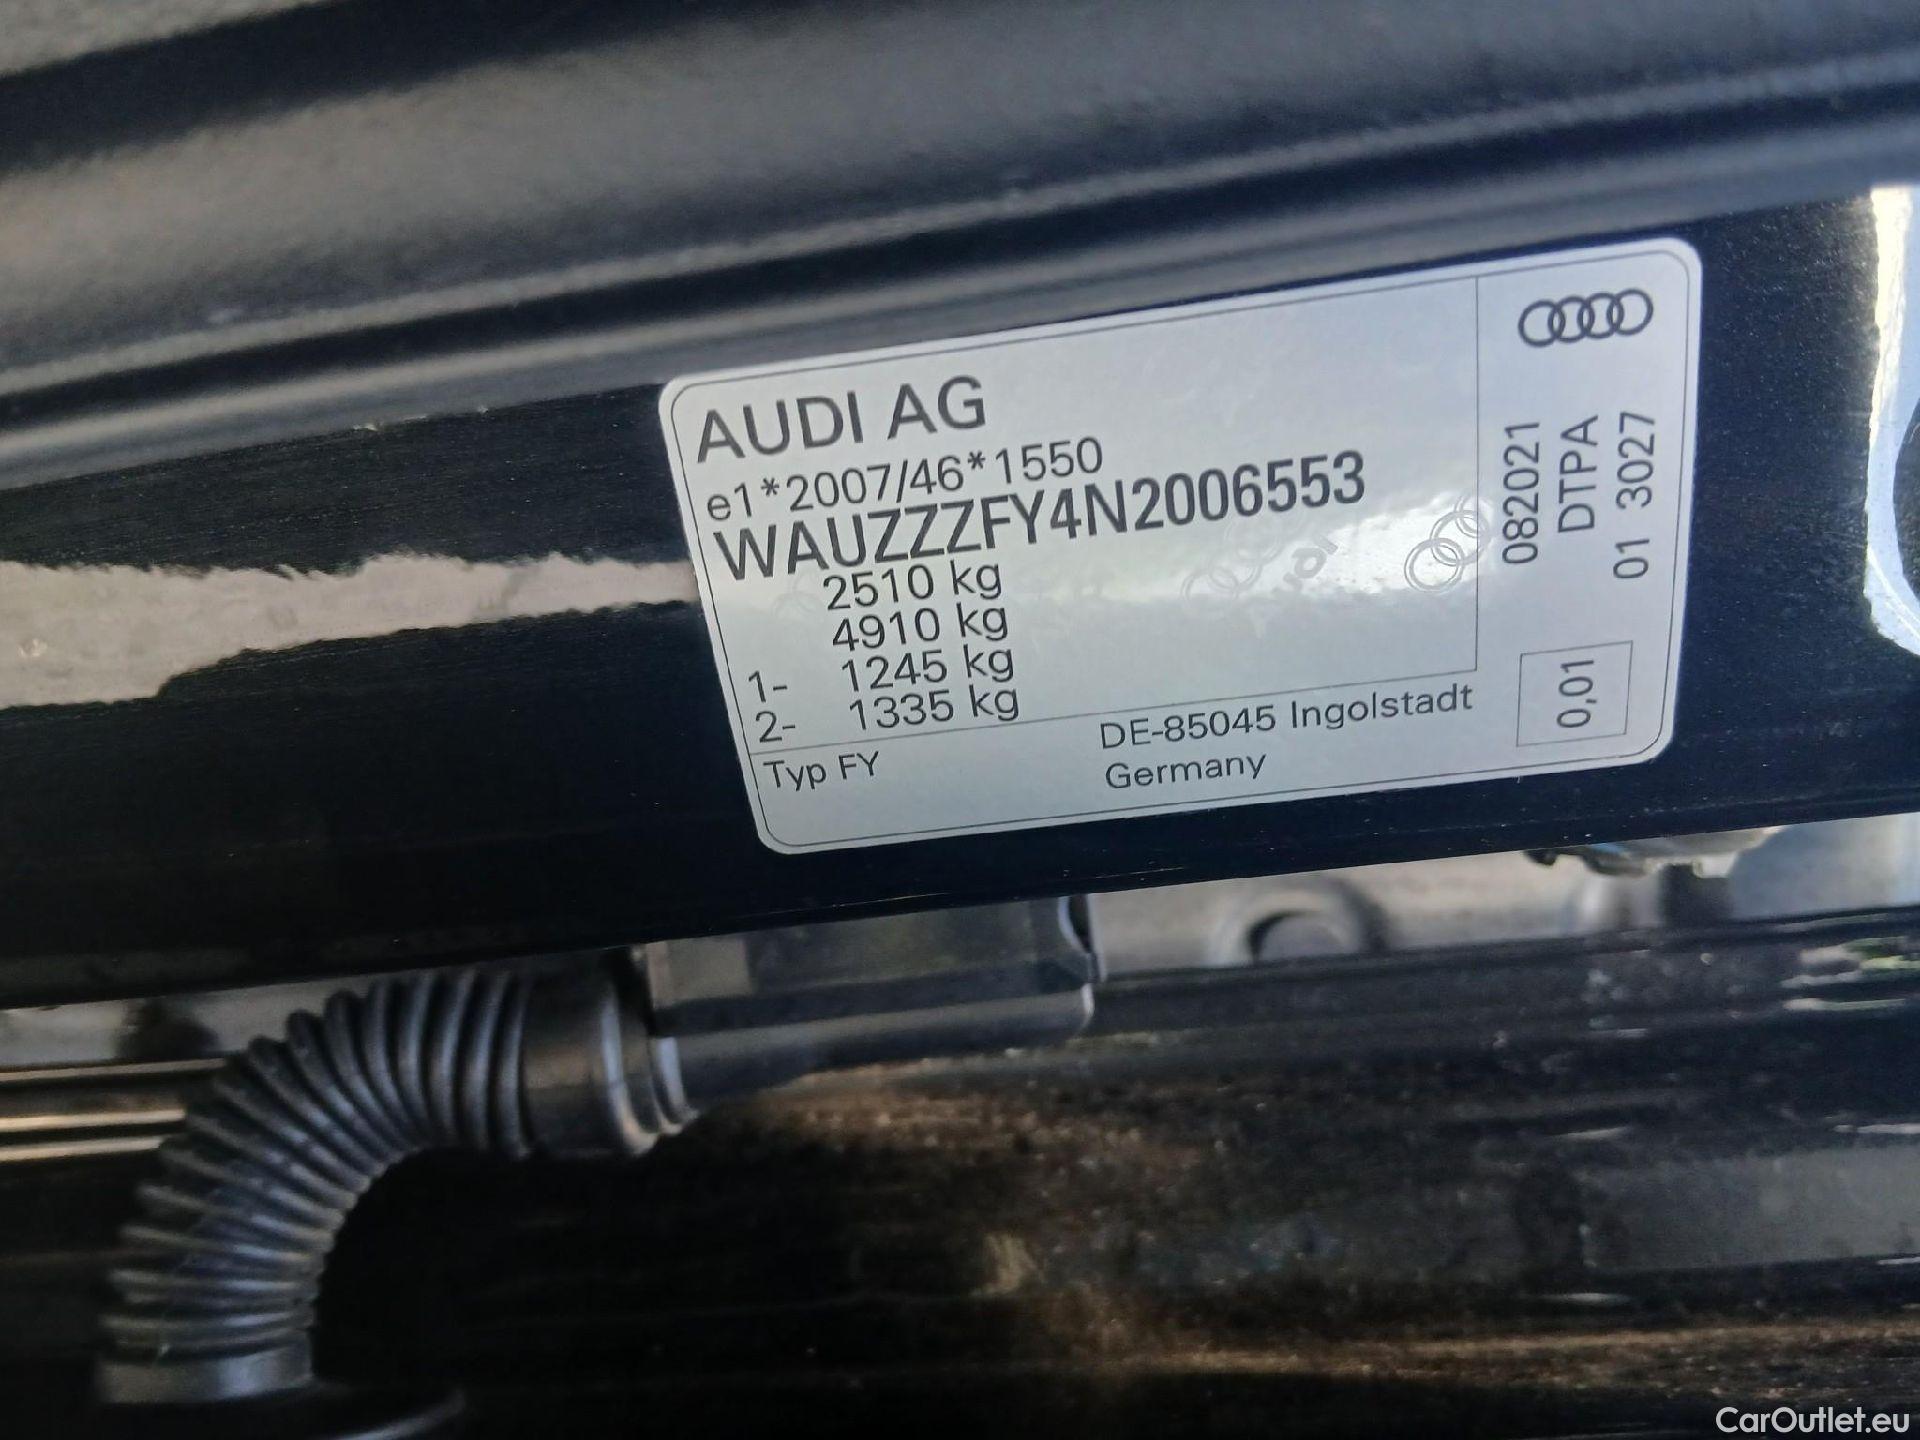 AUDI AG
e1*2007/46*1550
WAUZZZFY4N2006553
2510 kg
4910 kg
1- 1245 kg
2- 1335 kg
Typ FY
DE-85045 Ingolstadt
Germany
082021
DTPA
01 3027
0,01
CarOutlet.eu